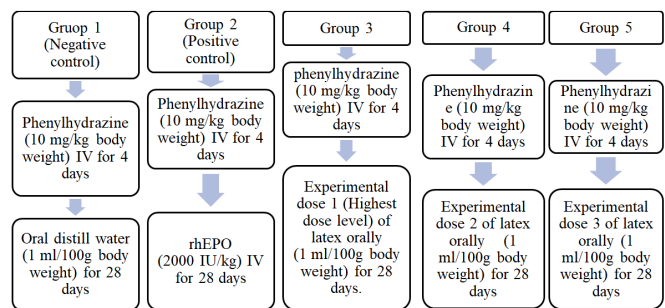 Gruop 1
(Negative
control)
Phenylhydrazine
(10 mg/kg body
weight) IV for 4
days
Oral distill water
(1 ml/100g body
weight) for 28
days
Group 2
(Positive
control)
Phenylhydrazine
(10 mg/kg body
weight) IV for 4
days
rhEPO
(2000 IU/kg) IV
for 28 days
Group 3
phenylhydrazine
(10 mg/kg body
weight) IV for 4
days
Experimental
dose 1 (Highest
dose level) of
latex orally
(1 ml/100g body
weight) for 28
days.
Group 4
Phenylhydrazin
e (10 mg/kg
body weight)
IV for 4 days
Experimental
dose 2 of latex
orally (1
ml/100g body
weight) for 28
days
Group 5
Phenylhydrazi
ne (10 mg/kg
body weight)
IV for 4 days
Experimental
dose 3 of latex
orally (1
ml/100g body
weight) for 28
days